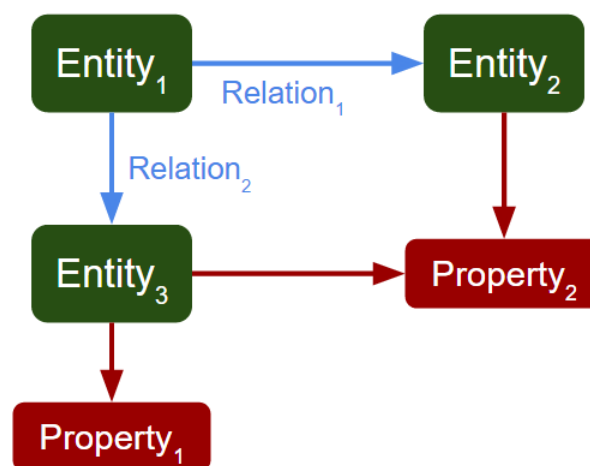 Entity₁
Entity₂
Relation₁
Relation₂
Entity₃
Property₂
Property₁